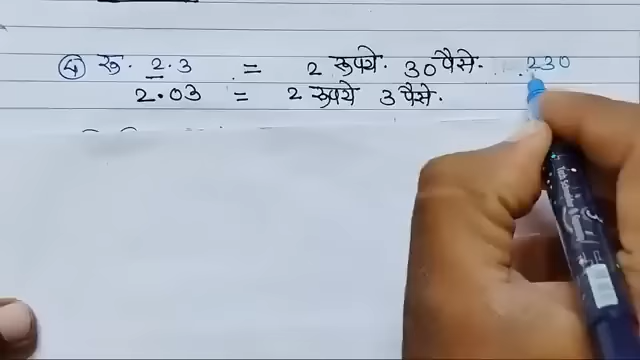 ④ रु. 2.3 = 2 रूपये. 30 पैसे. 230
2.03 = 2 रूपये 3 पैसे.